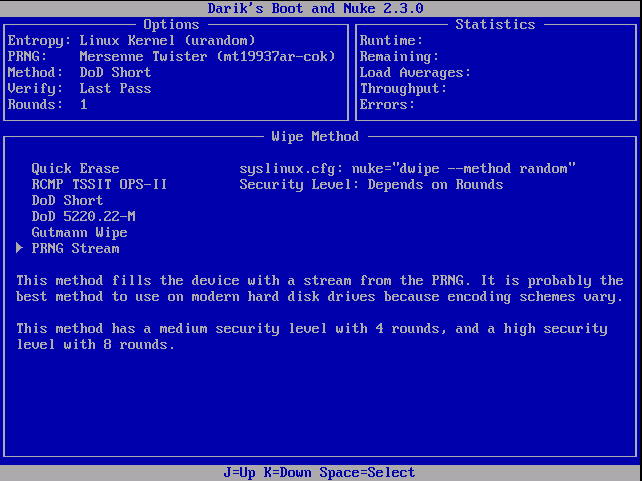 Darik's Boot and Nuke 2.3.0
Options
Entropy: Linux Kernel (urandom)
PRNG: Mersenne Twister (mt19937ar-cok)
Method: DoD Short
Verify: Last Pass
Rounds: 1
Statistics
Runtime:
Remaining:
Load Averages:
Throughput:
Errors:
Wipe Method
Quick Erase
RCMP TSSIT OPS-II
DoD Short
DoD 5220.22-M
Gutmann Wipe
PRNG Stream
syslinux.cfg: nuke="dwipe --method random"
Security Level: Depends on Rounds
This method fills the device with a stream from the PRNG. It is probably the
best method to use on modern hard disk drives because encoding schemes vary.
This method has a medium security level with 4 rounds, and a high security
level with 8 rounds.
J=Up K=Down Space=Select